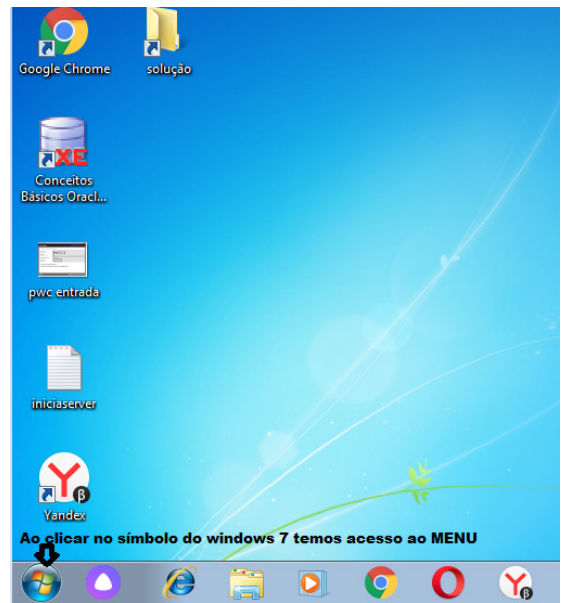 Google Chrome
solução
XE
Conceitos
Básicos Oracl...
pwc entrada
iniciaserver
β
Yandex
Ao clicar no símbolo do windows 7 temos acesso ao MENU
β